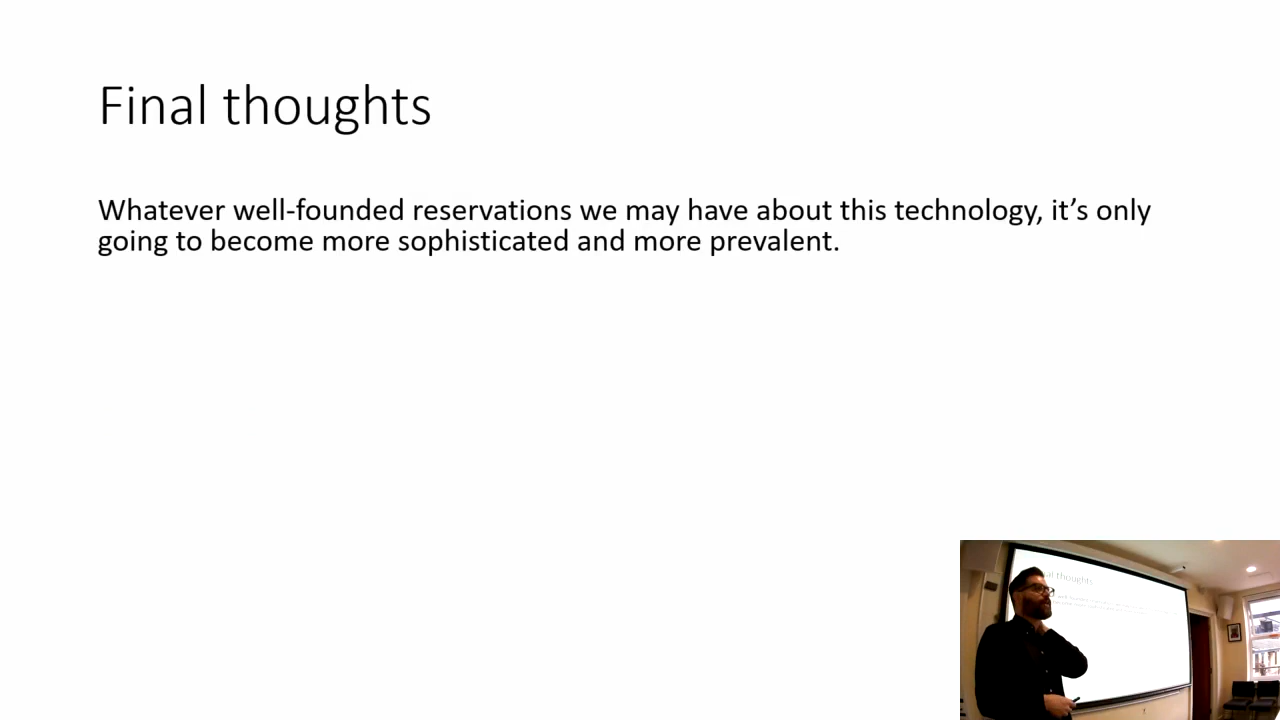 Final thoughts
Whatever well-founded reservations we may have about this technology, it’s only
going to become more sophisticated and more prevalent.
thoughts